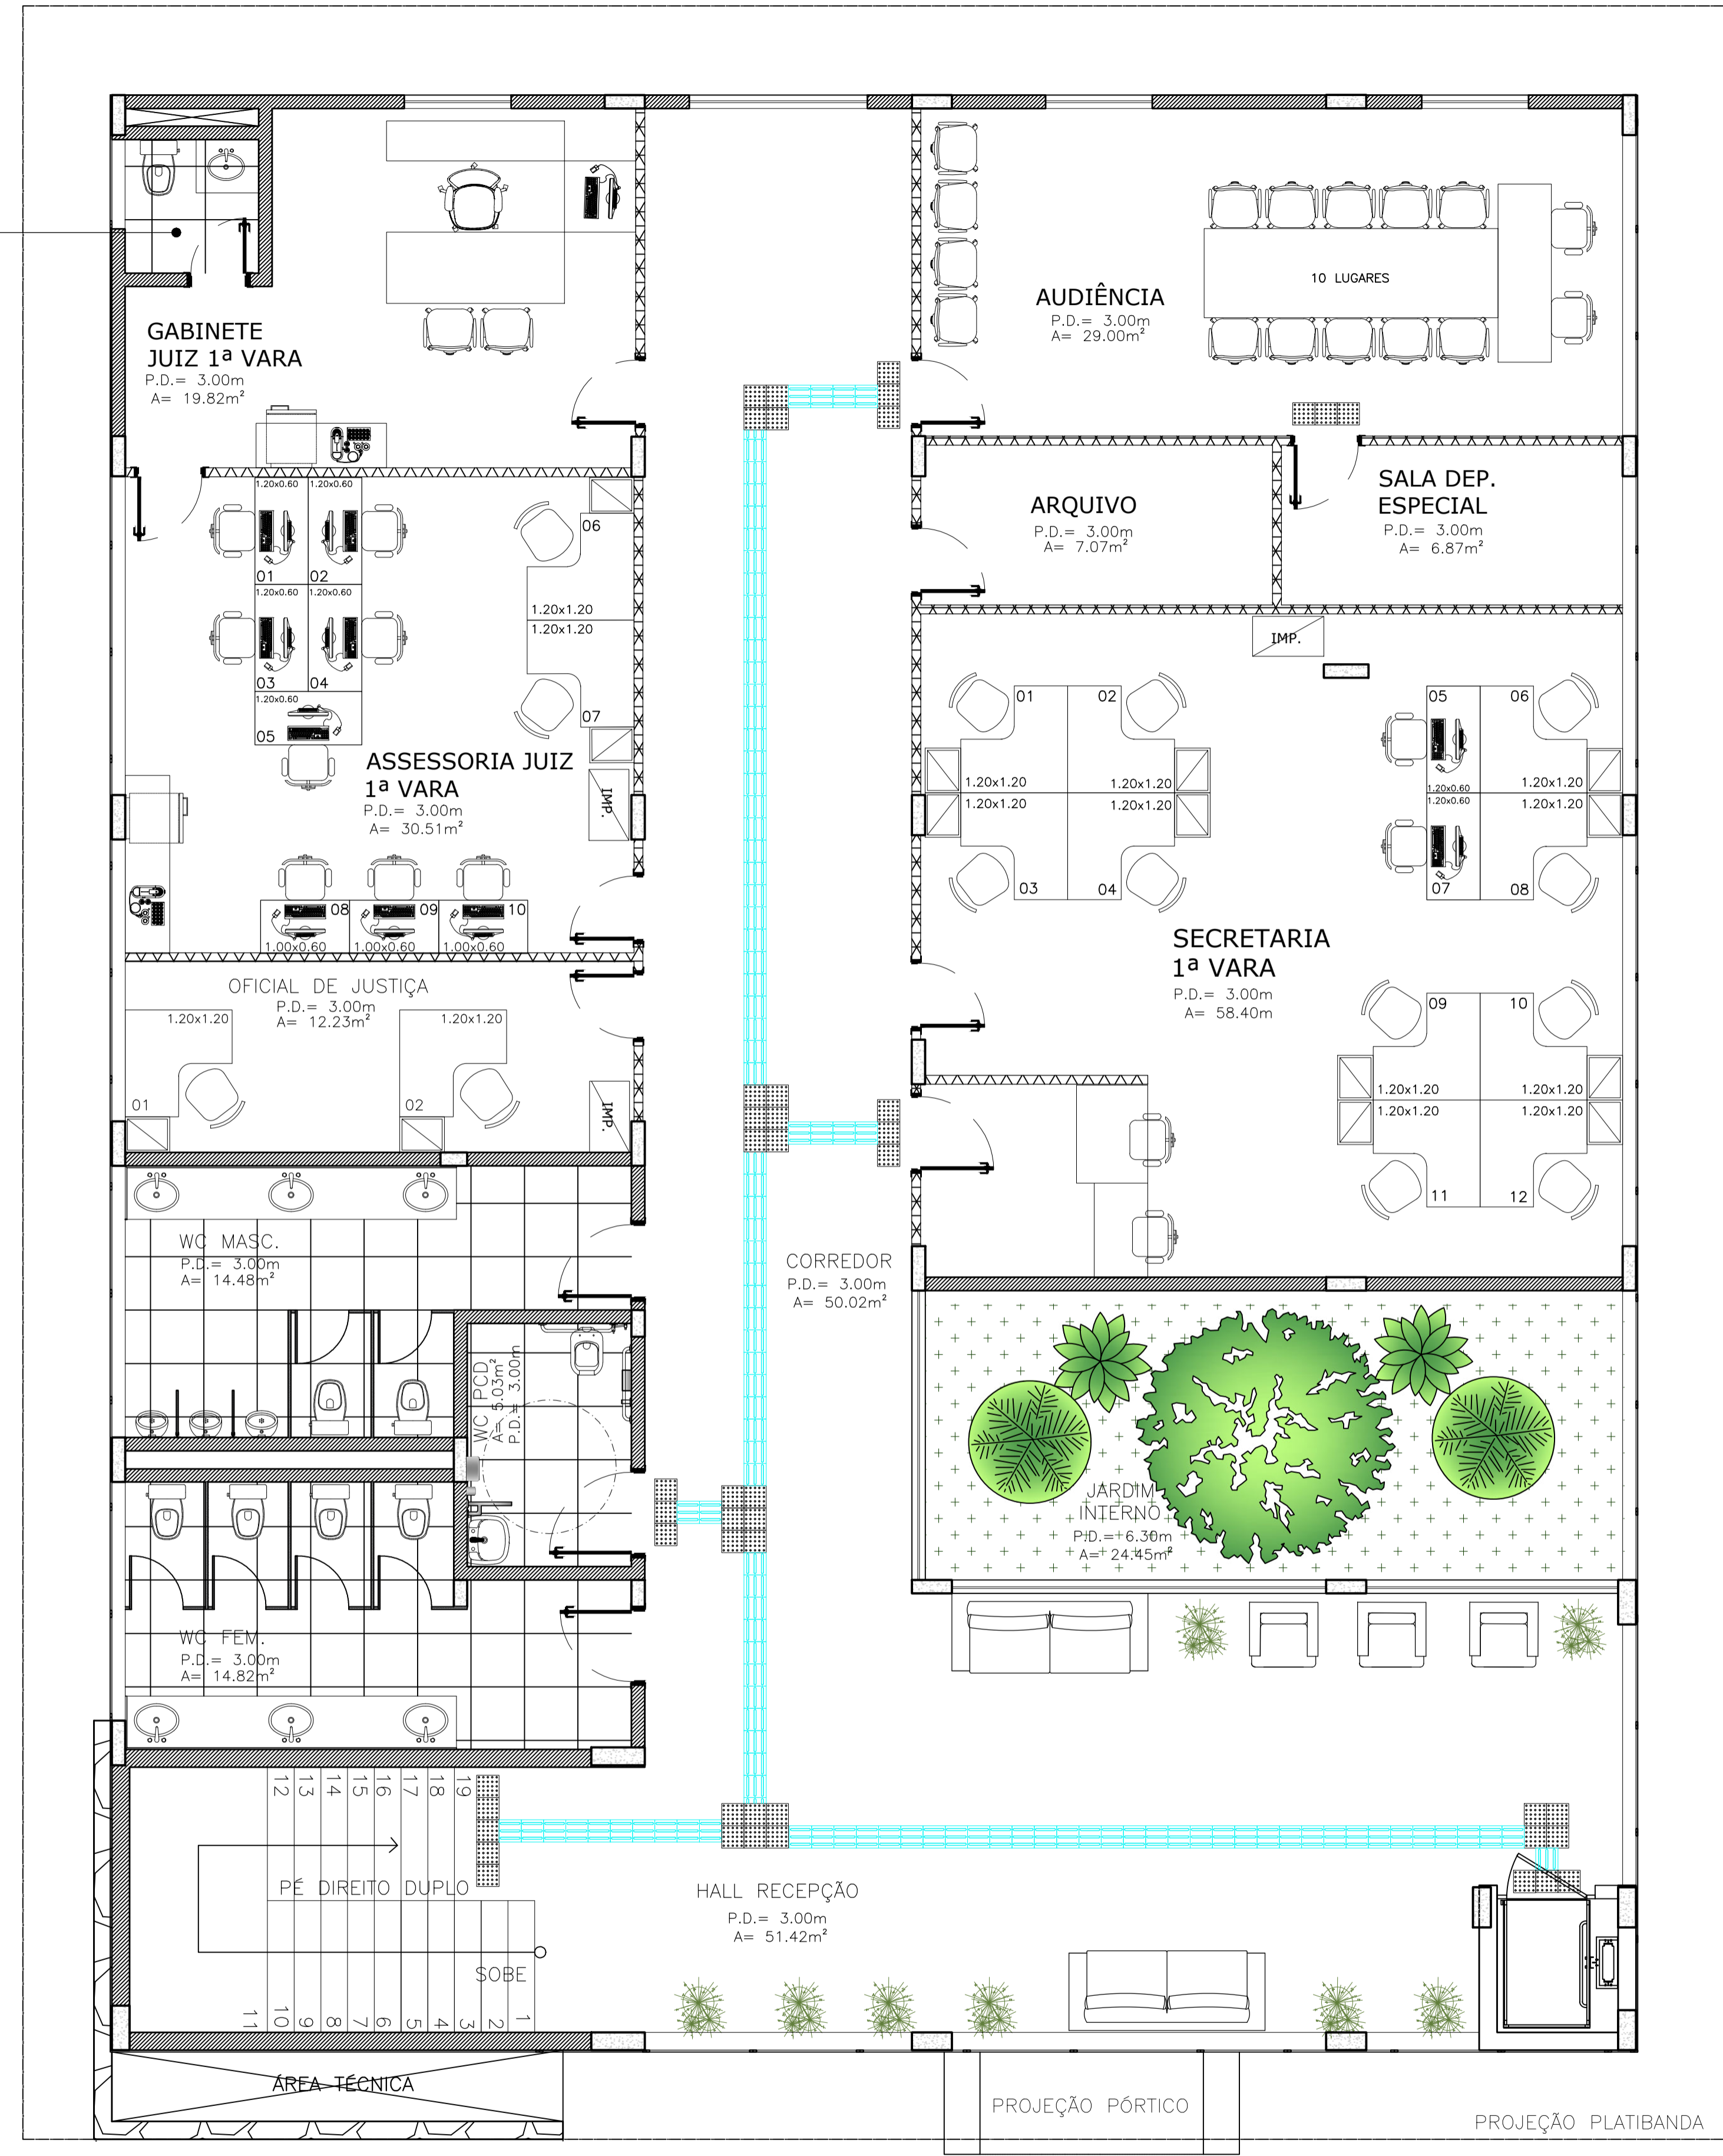 10 LUGARES
AUDIÊNCIA
P.D.= 3.00m
A= 29.00m²
GABINETE
JUIZ 1ª VARA
P.D.= 3.00m
A= 19.82m²
1.20x0.60
1.20x0.60
01
02
1.20x0.60
1.20x0.60
03
04
1.20x0.60
05
06
1.20x1.20
1.20x1.20
07
ASSESSORIA JUIZ
1ª VARA
P.D.= 3.00m
A= 30.51m²
IMP.
08
09
10
1.00x0.60
1.00x0.60
1.00x0.60
ARQUIVO
P.D.= 3.00m
A= 7.07m²
SALA DEP.
ESPECIAL
P.D.= 3.00m
A= 6.87m²
IMP.
01
02
1.20x1.20
1.20x1.20
1.20x1.20
1.20x1.20
03
04
05
06
1.20x0.60
1.20x1.20
1.20x0.60
1.20x1.20
07
08
SECRETARIA
1ª VARA
P.D.= 3.00m
A= 58.40m
09
10
1.20x1.20
1.20x1.20
1.20x1.20
1.20x1.20
11
12
OFICIAL DE JUSTIÇA
P.D.= 3.00m
A= 12.23m²
1.20x1.20
1.20x1.20
01
02
IMP.
WC MASC.
P.D.= 3.00m
A= 14.48m²
CORREDOR
P.D.= 3.00m
A= 50.02m²
WC PCD
A= 5.03m²
P.D.= 3.00m
JARDIM
INTERNO
P.D.= 6.30m
A= 24.45m²
WC FEM.
P.D.= 3.00m
A= 14.82m²
12
13
14
15
16
17
18
19
PÉ DIREITO DUPLO
SOBE
11
10
9
8
7
6
5
4
3
2
1
HALL RECEPÇÃO
P.D.= 3.00m
A= 51.42m²
ÁREA TÉCNICA
PROJEÇÃO PÓRTICO
PROJEÇÃO PLATIBANDA